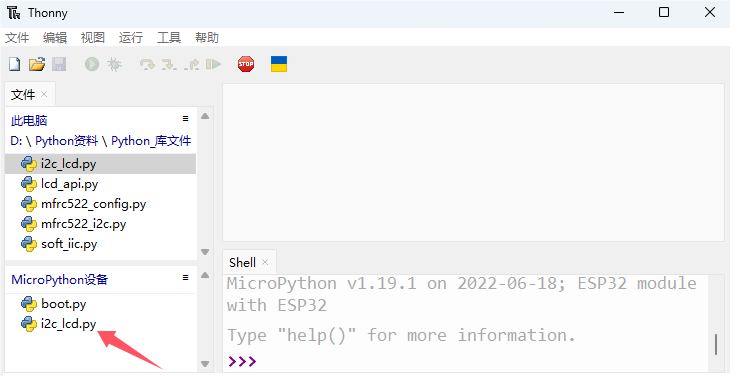 Thonny
文件 编辑 视图 运行 工具 帮助
STOP
文件 ×
此电脑
D: \ Python资料 \ Python_库文件
i2c_lcd.py
lcd_api.py
mfrc522_config.py
mfrc522_i2c.py
soft_iic.py
MicroPython设备
boot.py
i2c_lcd.py
Shell ×
MicroPython v1.19.1 on 2022-06-18; ESP32 module
with ESP32
Type "help()" for more information.
>>>